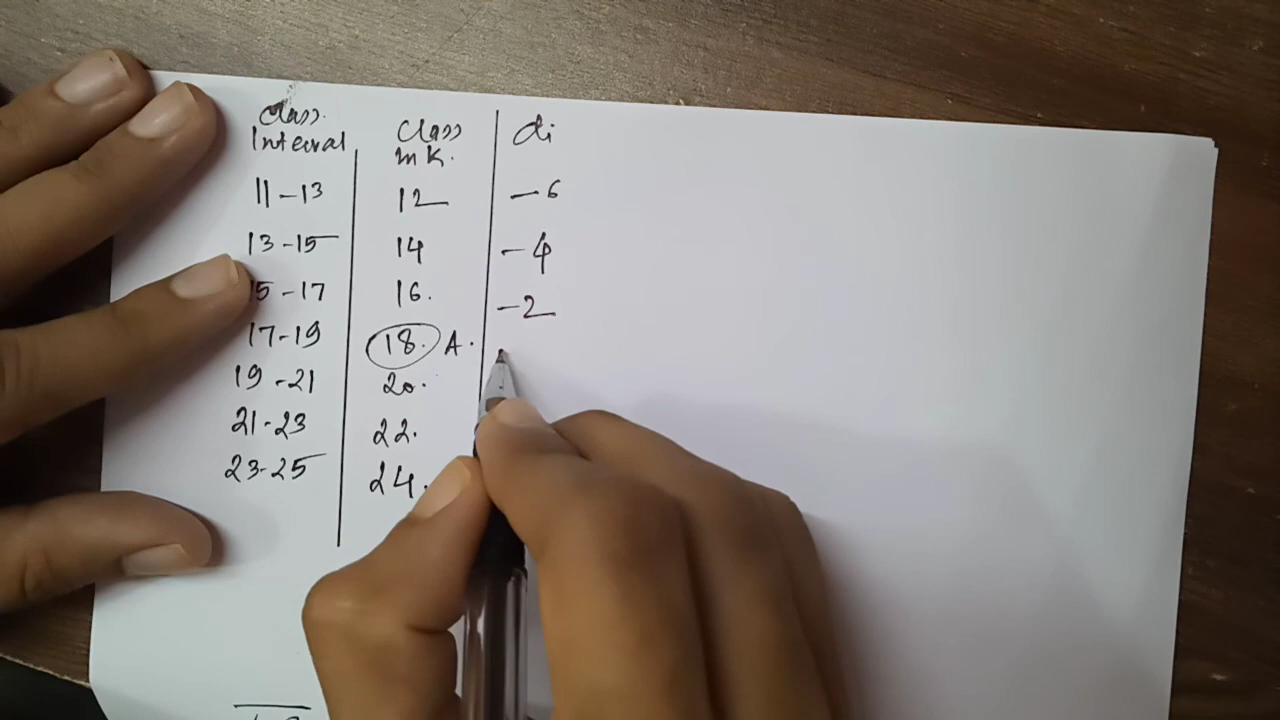 class. Class di
Interval mk.
11-13 12 -6
13-15 14 -4
5-17 16. -2
17-19 18. A.
19-21 20.
21-23 22.
23-25 24.